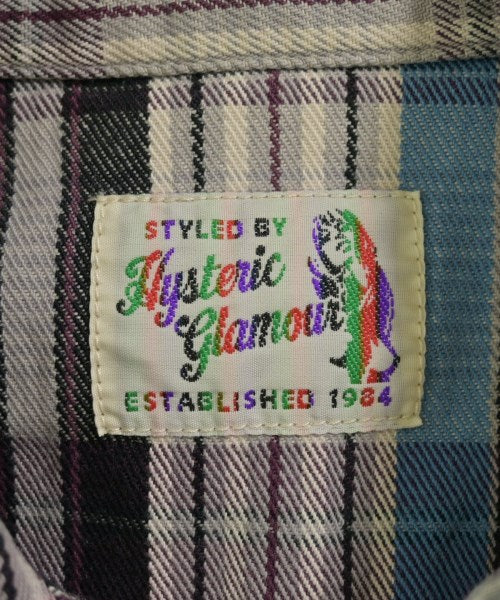 STYLED BY
Hysteric
Glamour
ESTABLISHED 1984